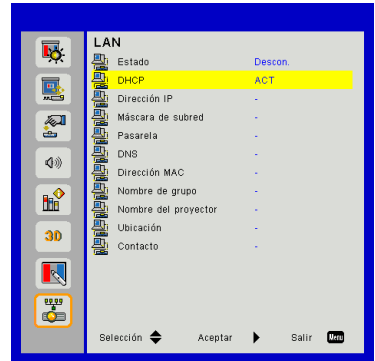 LAN
Estado Descon.
DHCP ACT
Dirección IP -
Máscara de subred -
Pasarela -
DNS -
Dirección MAC -
Nombre de grupo -
Nombre del proyector -
Ubicación -
Contacto -
3D
Selección Aceptar Salir Menu